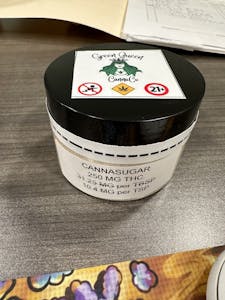 Green Queen
CannaCo
21+
CANNASUGAR
250 MG THC
31.25 MG per TBSP
10.4 MG per TSP